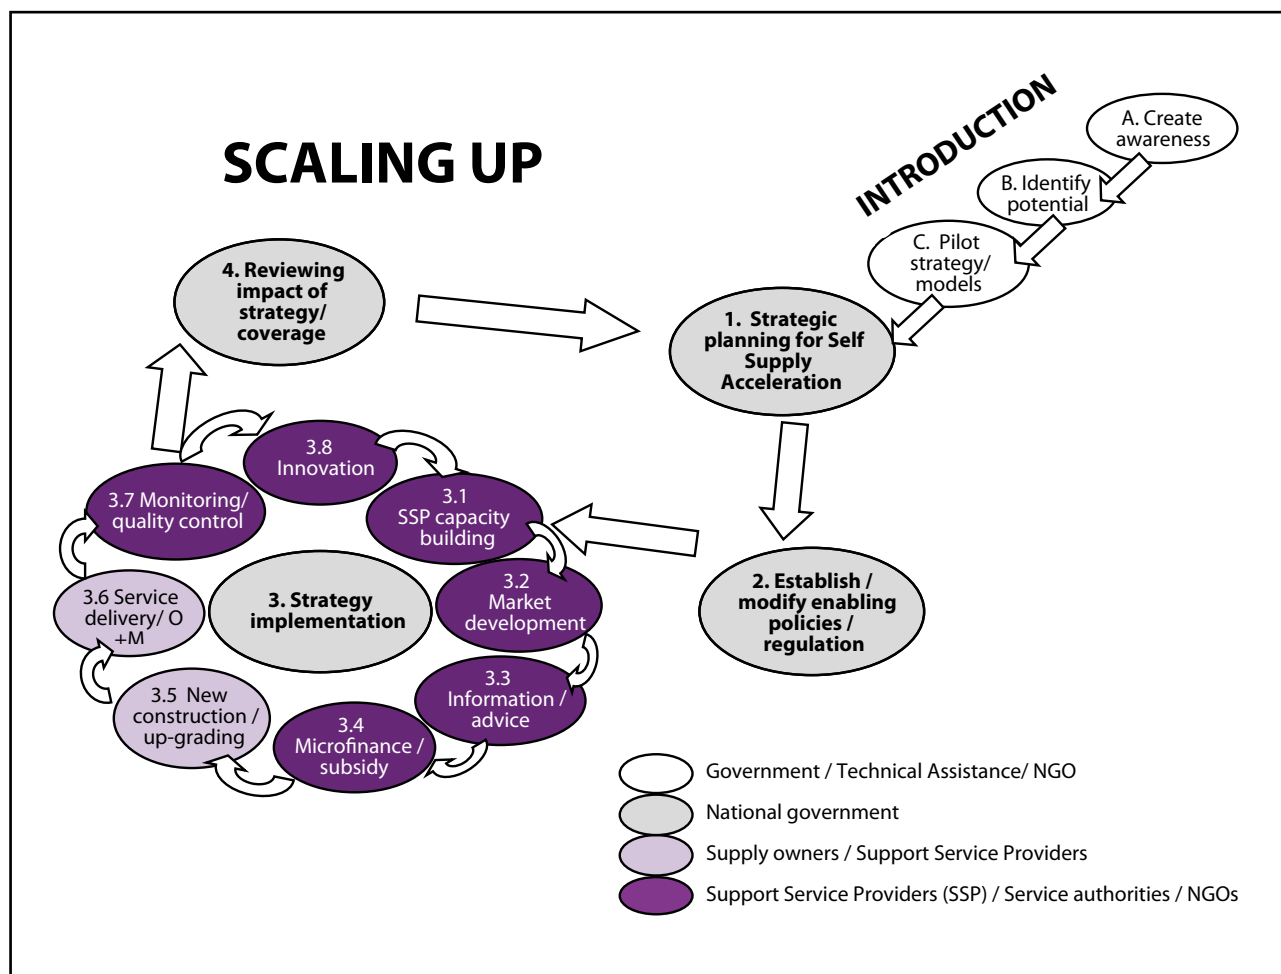 SCALING UP
INTRODUCTION
A. Create
awareness
B. Identify
potential
C. Pilot
strategy/
models
1. Strategic
planning for Self
Supply
Acceleration
2. Establish /
modify enabling
policies /
regulation
3. Strategy
implementation
3.1
SSP capacity
building
3.2
Market
development
3.3
Information /
advice
3.4
Microfinance /
subsidy
3.5 New
construction /
up-grading
3.6 Service
delivery/ O
+M
3.7 Monitoring/
quality control
3.8
Innovation
4. Reviewing
impact of
strategy/
coverage
Government / Technical Assistance/ NGO
National government
Supply owners / Support Service Providers
Support Service Providers (SSP) / Service authorities / NGOs